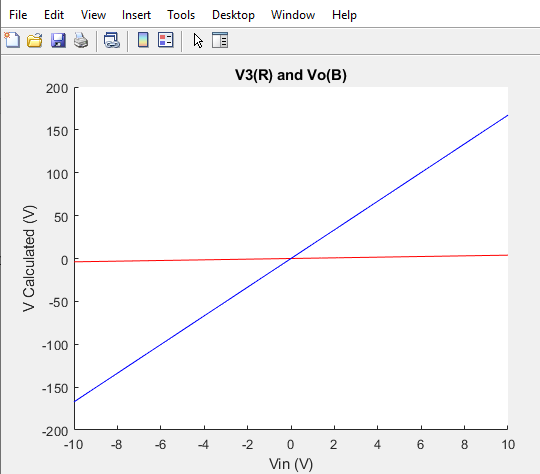 File Edit View Insert Tools Desktop Window Help
V3(R) and Vo(B)
200
150
100
50
0
-50
-100
-150
-200
V Calculated (V)
-10 -8 -6 -4 -2 0 2 4 6 8 10
Vin (V)